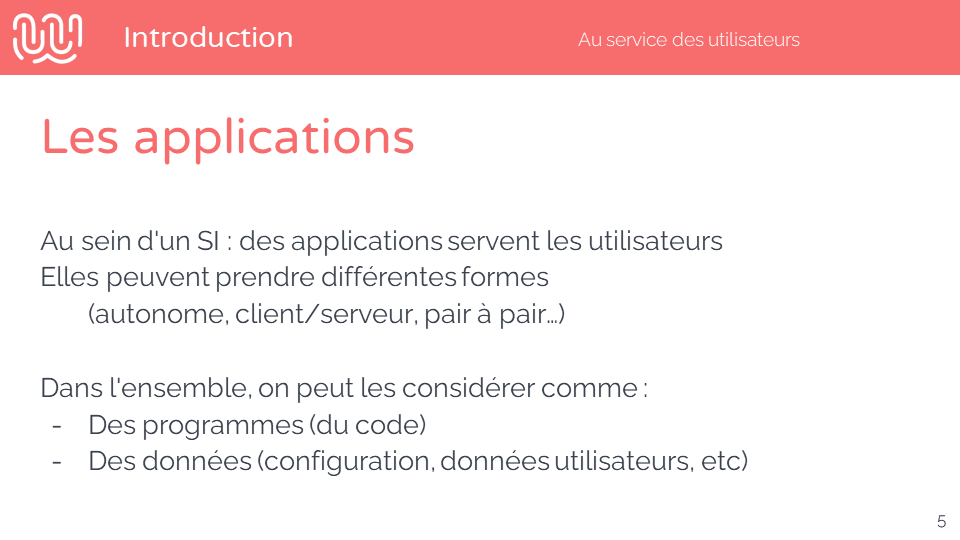 Introduction
Au service des utilisateurs
Les applications
Au sein d'un SI : des applications servent les utilisateurs
Elles peuvent prendre différentes formes
(autonome, client/serveur, pair à pair…)
Dans l'ensemble, on peut les considérer comme :
- Des programmes (du code)
- Des données (configuration, données utilisateurs, etc)
5